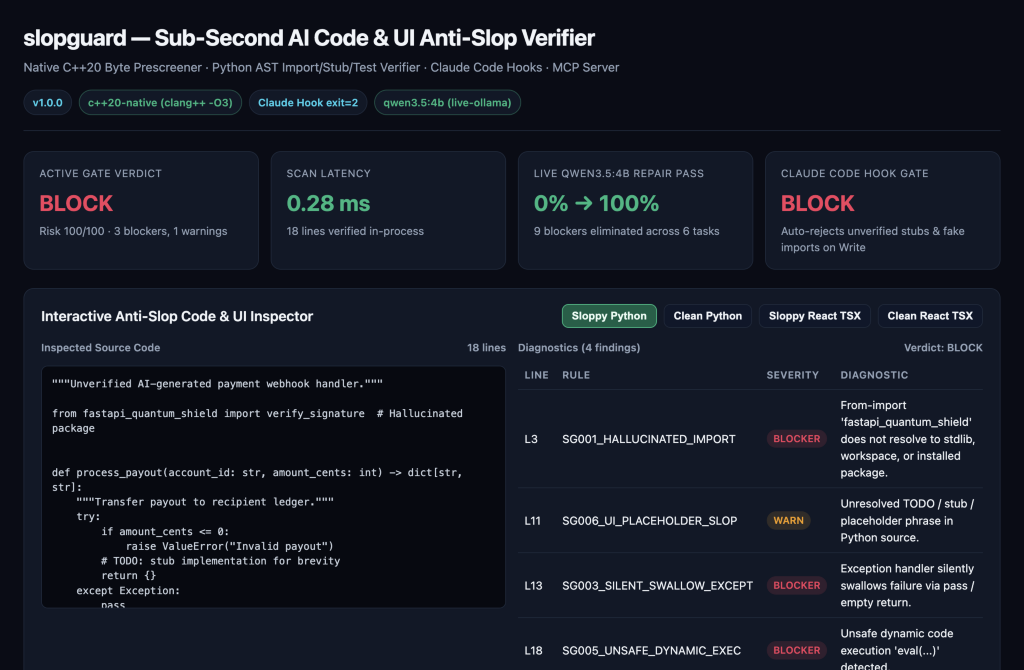 slopguard — Sub-Second AI Code & UI Anti-Slop Verifier
Native C++20 Byte Prescreener · Python AST Import/Stub/Test Verifier · Claude Code Hooks · MCP Server
v1.0.0
c++20-native (clang++ -O3)
Claude Hook exit=2
qwen3.5:4b (live-ollama)
ACTIVE GATE VERDICT
BLOCK
Risk 100/100 · 3 blockers, 1 warnings
SCAN LATENCY
0.28 ms
18 lines verified in-process
LIVE QWEN3.5:4B REPAIR PASS
0% → 100%
9 blockers eliminated across 6 tasks
CLAUDE CODE HOOK GATE
BLOCK
Auto-rejects unverified stubs & fake
imports on Write
Interactive Anti-Slop Code & UI Inspector
Sloppy Python
Clean Python
Sloppy React TSX
Clean React TSX
Inspected Source Code
18 lines
"""Unverified AI-generated payment webhook handler."""
from fastapi_quantum_shield import verify_signature  # Hallucinated
package
def process_payout(account_id: str, amount_cents: int) -> dict[str,
str]:
    """Transfer payout to recipient ledger."""
    try:
        if amount_cents <= 0:
            raise ValueError("Invalid payout")
        # TODO: stub implementation for brevity
        return {}
    except Exception:
        pass
Diagnostics (4 findings)
Verdict: BLOCK
LINE RULE SEVERITY DIAGNOSTIC
L3 SG001_HALLUCINATED_IMPORT BLOCKER
From-import
'fastapi_quantum_shield'
does not resolve to stdlib,
workspace, or installed
package.
L11 SG006_UI_PLACEHOLDER_SLOP WARN
Unresolved TODO / stub /
placeholder phrase in
Python source.
L13 SG003_SILENT_SWALLOW_EXCEPT BLOCKER
Exception handler silently
swallows failure via pass /
empty return.
L18 SG005_UNSAFE_DYNAMIC_EXEC BLOCKER
Unsafe dynamic code
execution 'eval(...)'
detected.